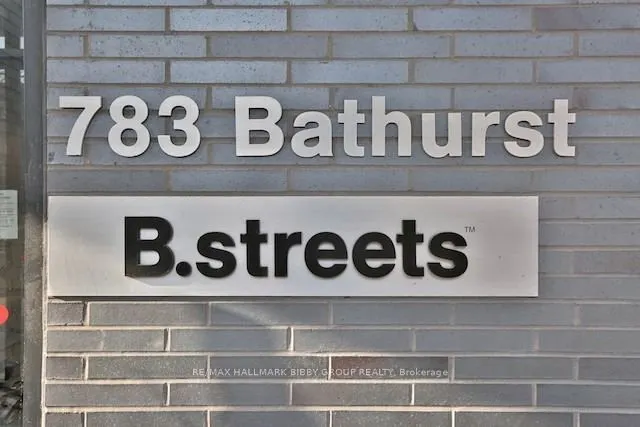 783 Bathurst
B.streets™
RE/MAX HALLMARK BIBBY GROUP REALTY, Brokerage